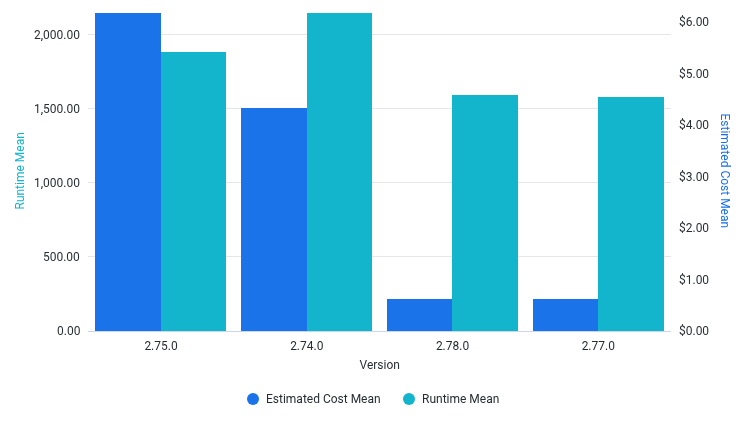 2,000.00
1,500.00
1,000.00
500.00
0.00
Runtime Mean
$6.00
$5.00
$4.00
$3.00
$2.00
$1.00
$0.00
Estimated Cost Mean
2.75.0 2.74.0 2.78.0 2.77.0
Version
Estimated Cost Mean Runtime Mean